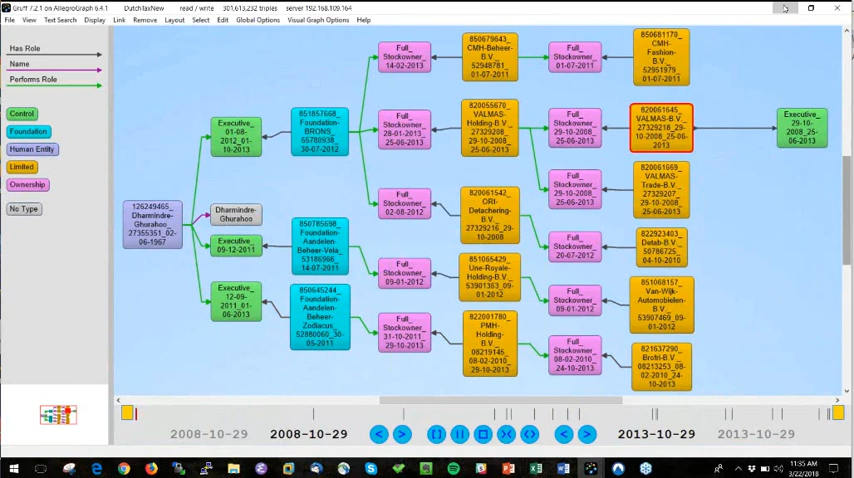 Gruff 7.2.1 on AllegroGraph 6.4.1 DutchTaxNew read / write 301,613,232 triples server 192.168.109.164
File View Text Search Display Link Remove Layout Select Edit Global Options Visual Graph Options Help
Has Role
Name
Performs Role
Control
Foundation
Human Entity
Limited
Ownership
No Type
126249465_
Dharmindre-
Ghurahoo_
27355351_02-
06-1967
Executive_
01-08-
2012_01-
10-2013
Dharmindre-
Ghurahoo
Executive_
09-12-2011
Executive_
12-09-
2011_01-
06-2013
851857668_
Foundation-
BRONS_
65780938_
30-07-2012
850785698_
Foundation-
Aandelen-
Beheer-Vela_
53186966_
14-07-2011
850645244_
Foundation-
Aandelen-
Beheer-
Zodiacus_
52880060_30-
05-2011
Full_
Stockowner_
14-02-2013
Full_
Stockowner_
28-01-2013_
25-06-2013
Full_
Stockowner_
02-08-2012
Full_
Stockowner_
09-01-2012
Full_
Stockowner_
31-10-2011_
29-10-2013
850679643_
CMH-Beheer-
B.V._
52948781_
01-07-2011
820055670_
VALMAS-
Holding-B.V._
27329208_
29-10-2008_
25-06-2013
820061542_
ORI-
Detachering-
B.V._
27329216_29-
10-2008
851065429_
Une-Royale-
Holding-B.V._
53901363_09-
01-2012
822001780_
PMH-
Holding-
B.V._
08219145_
08-02-2010_
29-10-2013
Full_
Stockowner_
01-07-2011
Full_
Stockowner_
29-10-2008_
25-06-2013
Full_
Stockowner_
29-10-2008_
25-06-2013
Full_
Stockowner_
20-07-2012
Full_
Stockowner_
09-01-2012
Full_
Stockowner_
08-02-2010_
24-10-2013
850681170_
CMH-
Fashion-
B.V._
52951979_
01-07-2011
820061645_
VALMAS-B.V._
27329218_29-
10-2008_25-
06-2013
820061669_
VALMAS-
Trade-B.V._
27329207_
29-10-2008_
25-06-2013
822923403_
Detab-B.V._
50786725_
04-10-2010
851068157_
Van-Wijk-
Automobielen-
B.V._
53907469_09-
01-2012
821637290_
Brotri-B.V._
08213253_08-
02-2010_24-
10-2013
Executive_
29-10-
2008_25-
06-2013
2008-10-29 2008-10-29 2013-10-29 2013-10-29
11:35 AM
3/22/2018